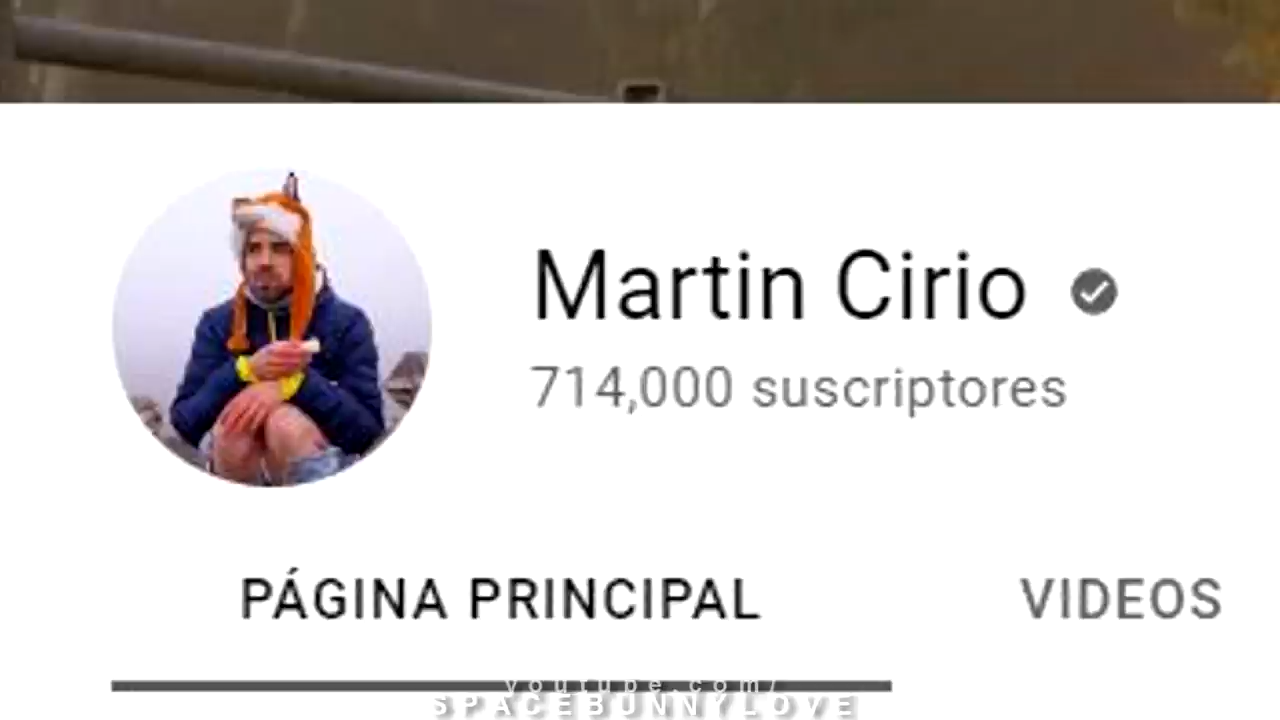 Martin Cirio
714,000 suscriptores
PÁGINA PRINCIPAL VIDEOS
youtube.com/
SPACEBUNNYLOVE